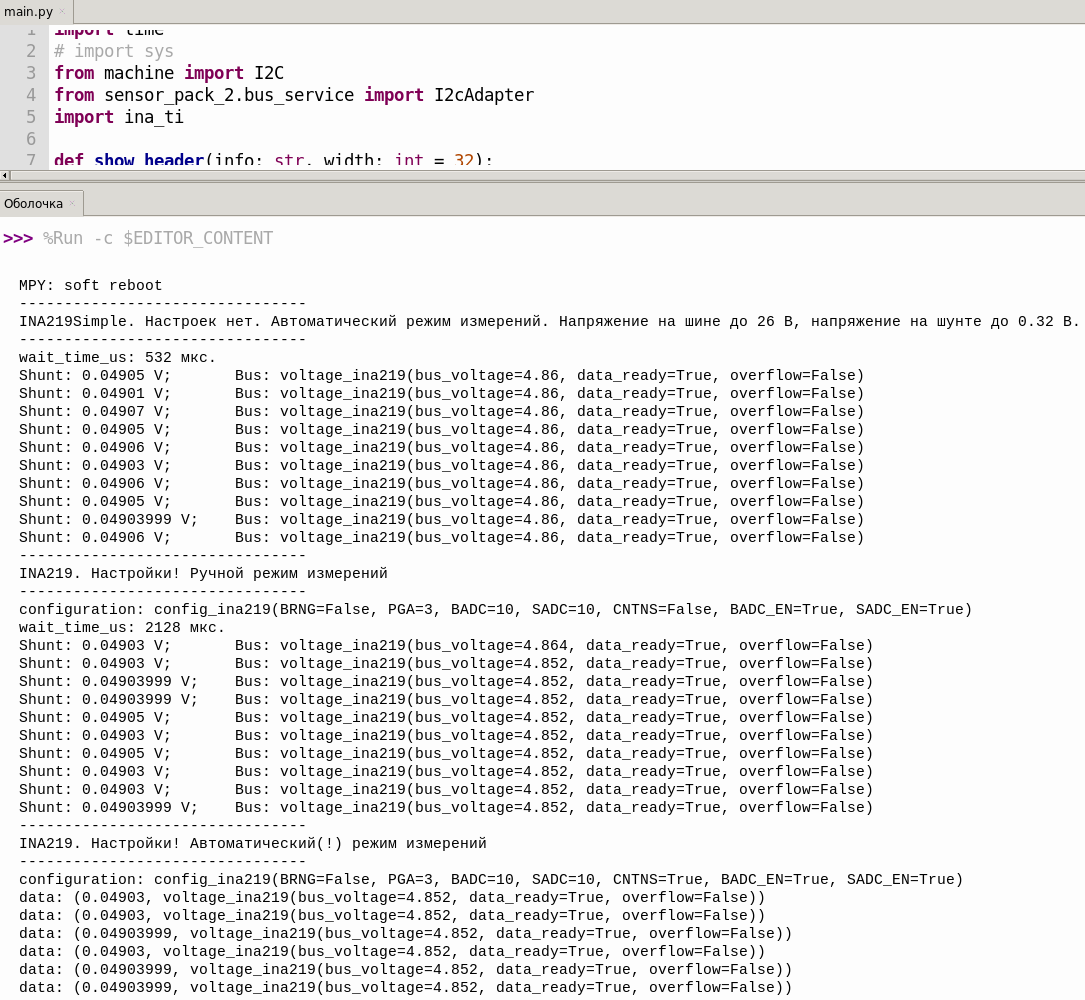 main.py
1 import time
2 # import sys
3 from machine import I2C
4 from sensor_pack_2.bus_service import I2cAdapter
5 import ina_ti
6
7 def show_header(info: str, width: int = 32):
Оболочка
>>> %Run -c $EDITOR_CONTENT
MPY: soft reboot
--------------------------------
INA219Simple. Настроек нет. Автоматический режим измерений. Напряжение на шине до 26 В, напряжение на шунте до 0.32 В.
--------------------------------
wait_time_us: 532 мкс.
Shunt: 0.04905 V;	Bus: voltage_ina219(bus_voltage=4.86, data_ready=True, overflow=False)
Shunt: 0.04901 V;	Bus: voltage_ina219(bus_voltage=4.86, data_ready=True, overflow=False)
Shunt: 0.04907 V;	Bus: voltage_ina219(bus_voltage=4.86, data_ready=True, overflow=False)
Shunt: 0.04905 V;	Bus: voltage_ina219(bus_voltage=4.86, data_ready=True, overflow=False)
Shunt: 0.04906 V;	Bus: voltage_ina219(bus_voltage=4.86, data_ready=True, overflow=False)
Shunt: 0.04903 V;	Bus: voltage_ina219(bus_voltage=4.86, data_ready=True, overflow=False)
Shunt: 0.04906 V;	Bus: voltage_ina219(bus_voltage=4.86, data_ready=True, overflow=False)
Shunt: 0.04905 V;	Bus: voltage_ina219(bus_voltage=4.86, data_ready=True, overflow=False)
Shunt: 0.04903999 V;	Bus: voltage_ina219(bus_voltage=4.86, data_ready=True, overflow=False)
Shunt: 0.04906 V;	Bus: voltage_ina219(bus_voltage=4.86, data_ready=True, overflow=False)
--------------------------------
INA219. Настройки! Ручной режим измерений
--------------------------------
configuration: config_ina219(BRNG=False, PGA=3, BADC=10, SADC=10, CNTNS=False, BADC_EN=True, SADC_EN=True)
wait_time_us: 2128 мкс.
Shunt: 0.04903 V;	Bus: voltage_ina219(bus_voltage=4.864, data_ready=True, overflow=False)
Shunt: 0.04903 V;	Bus: voltage_ina219(bus_voltage=4.852, data_ready=True, overflow=False)
Shunt: 0.04903999 V;	Bus: voltage_ina219(bus_voltage=4.852, data_ready=True, overflow=False)
Shunt: 0.04903999 V;	Bus: voltage_ina219(bus_voltage=4.852, data_ready=True, overflow=False)
Shunt: 0.04905 V;	Bus: voltage_ina219(bus_voltage=4.852, data_ready=True, overflow=False)
Shunt: 0.04903 V;	Bus: voltage_ina219(bus_voltage=4.852, data_ready=True, overflow=False)
Shunt: 0.04905 V;	Bus: voltage_ina219(bus_voltage=4.852, data_ready=True, overflow=False)
Shunt: 0.04903 V;	Bus: voltage_ina219(bus_voltage=4.852, data_ready=True, overflow=False)
Shunt: 0.04903 V;	Bus: voltage_ina219(bus_voltage=4.852, data_ready=True, overflow=False)
Shunt: 0.04903999 V;	Bus: voltage_ina219(bus_voltage=4.852, data_ready=True, overflow=False)
--------------------------------
INA219. Настройки! Автоматический(!) режим измерений
--------------------------------
configuration: config_ina219(BRNG=False, PGA=3, BADC=10, SADC=10, CNTNS=True, BADC_EN=True, SADC_EN=True)
data: (0.04903, voltage_ina219(bus_voltage=4.852, data_ready=True, overflow=False))
data: (0.04903, voltage_ina219(bus_voltage=4.852, data_ready=True, overflow=False))
data: (0.04903999, voltage_ina219(bus_voltage=4.852, data_ready=True, overflow=False))
data: (0.04903, voltage_ina219(bus_voltage=4.852, data_ready=True, overflow=False))
data: (0.04903999, voltage_ina219(bus_voltage=4.852, data_ready=True, overflow=False))
data: (0.04903999, voltage_ina219(bus_voltage=4.852, data_ready=True, overflow=False))